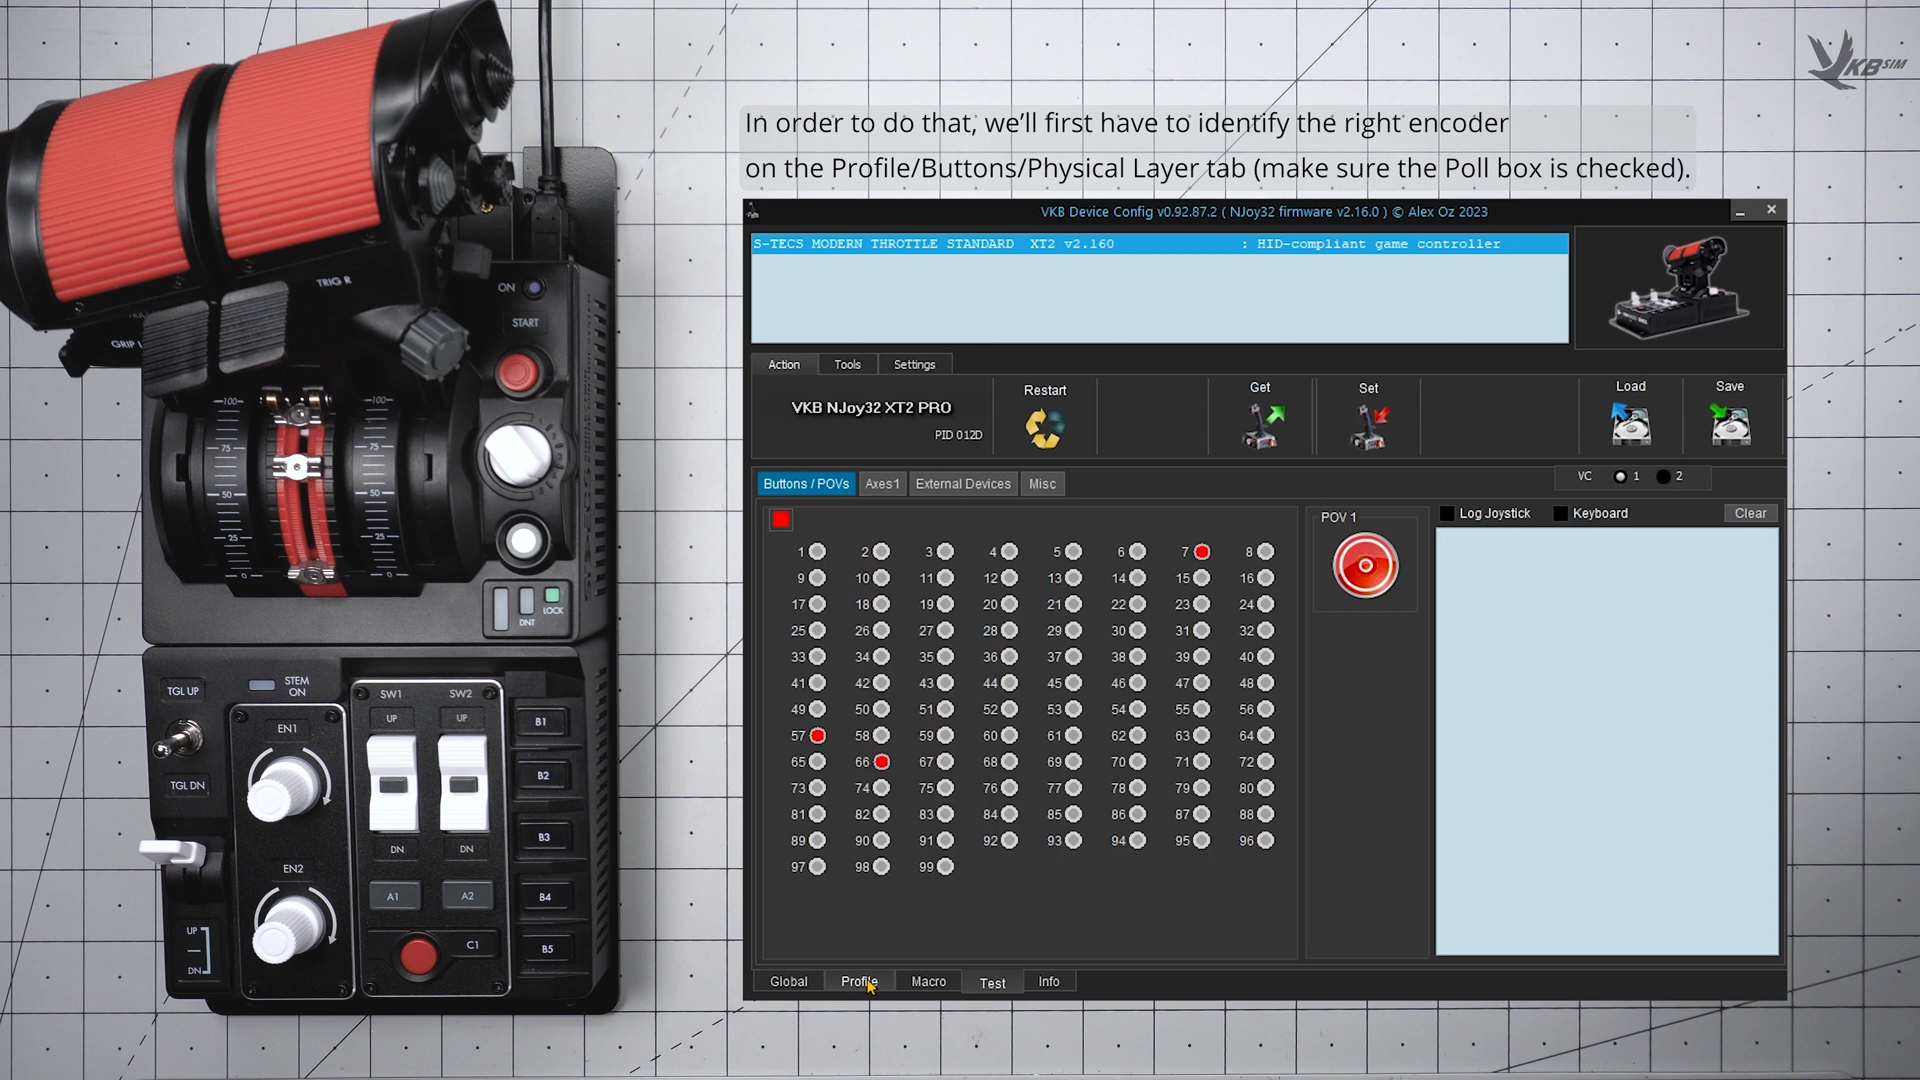 VKB SIM
In order to do that, we'll first have to identify the right encoder
on the Profile/Buttons/Physical Layer tab (make sure the Poll box is checked).
VKB Device Config v0.92.87.2 ( NJoy32 firmware v2.16.0 ) © Alex Oz 2023
S-TECS MODERN THROTTLE STANDARD XT2 v2.160 : HID-compliant game controller
Action Tools Settings
VKB NJoy32 XT2 PRO
PID 012D
Restart
Get
Set
Load
Save
Buttons / POVs Axes1 External Devices Misc
VC 1 2
POV 1
Log Joystick Keyboard Clear
1 2 3 4 5 6 7 8
9 10 11 12 13 14 15 16
17 18 19 20 21 22 23 24
25 26 27 28 29 30 31 32
33 34 35 36 37 38 39 40
41 42 43 44 45 46 47 48
49 50 51 52 53 54 55 56
57 58 59 60 61 62 63 64
65 66 67 68 69 70 71 72
73 74 75 76 77 78 79 80
81 82 83 84 85 86 87 88
89 90 91 92 93 94 95 96
97 98 99
Global Profile Macro Test Info
TRIG R
GRIP
ON
START
100 100
75 75
50 50
25 25
0 0
LOCK
DNT
TGL UP
STEM
ON
SW1 SW2
UP UP
B1
EN1
B2
TGL DN
B3
DN DN
EN2
A1 A2
B4
UP
C1
B5
DN